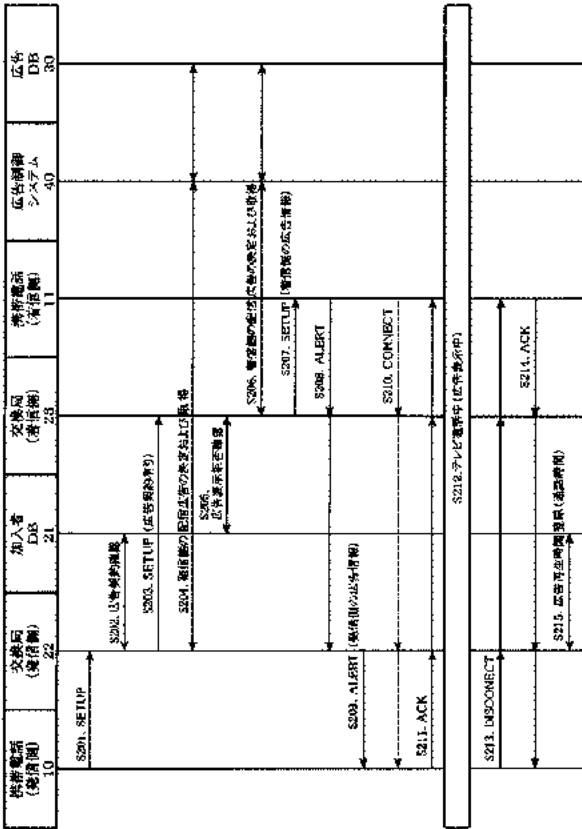 携帯電話
(発信側)
10
交換局
(発信側)
22
加入者
DB
21
交換局
(着信側)
23
携帯電話
(着信側)
11
広告制御
システム
40
広告
DB
30
S201. SETUP
S202. 広告契約確認
S203. SETUP (広告契約有り)
S204. 発信側の配信広告の決定および取得
S205.
広告表示拒否確認
S206. 着信側の配信広告の決定および取得
S207. SETUP (着信側の広告情報)
S208. ALERT
S209. ALERT (発信側の広告情報)
S210. CONNECT
S211. ACK
S212. テレビ通話中 (広告表示中)
S213. DISCONECT
S214. ACK
S215. 広告再生時間登録 (通話時間)